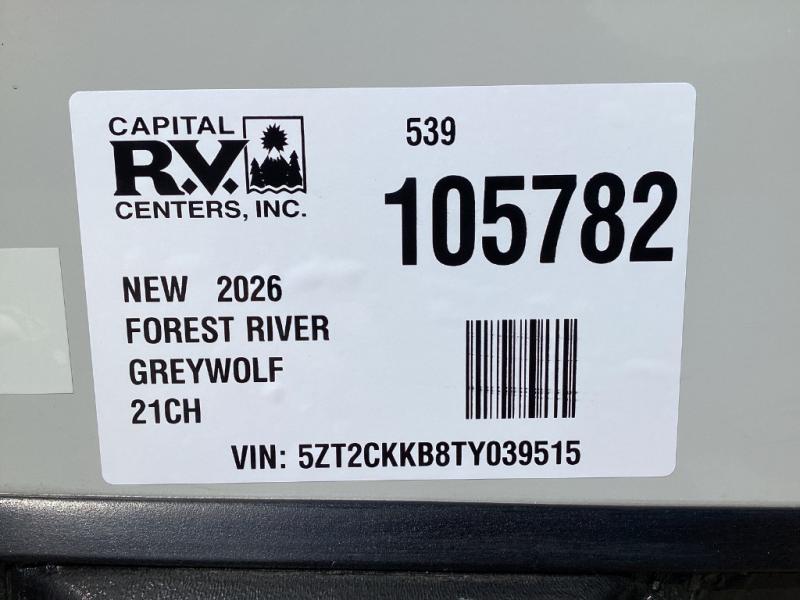 CAPITAL
R.V.
CENTERS, INC.
539
105782
NEW 2026
FOREST RIVER
GREYWOLF
21CH
VIN: 5ZT2CKKB8TY039515